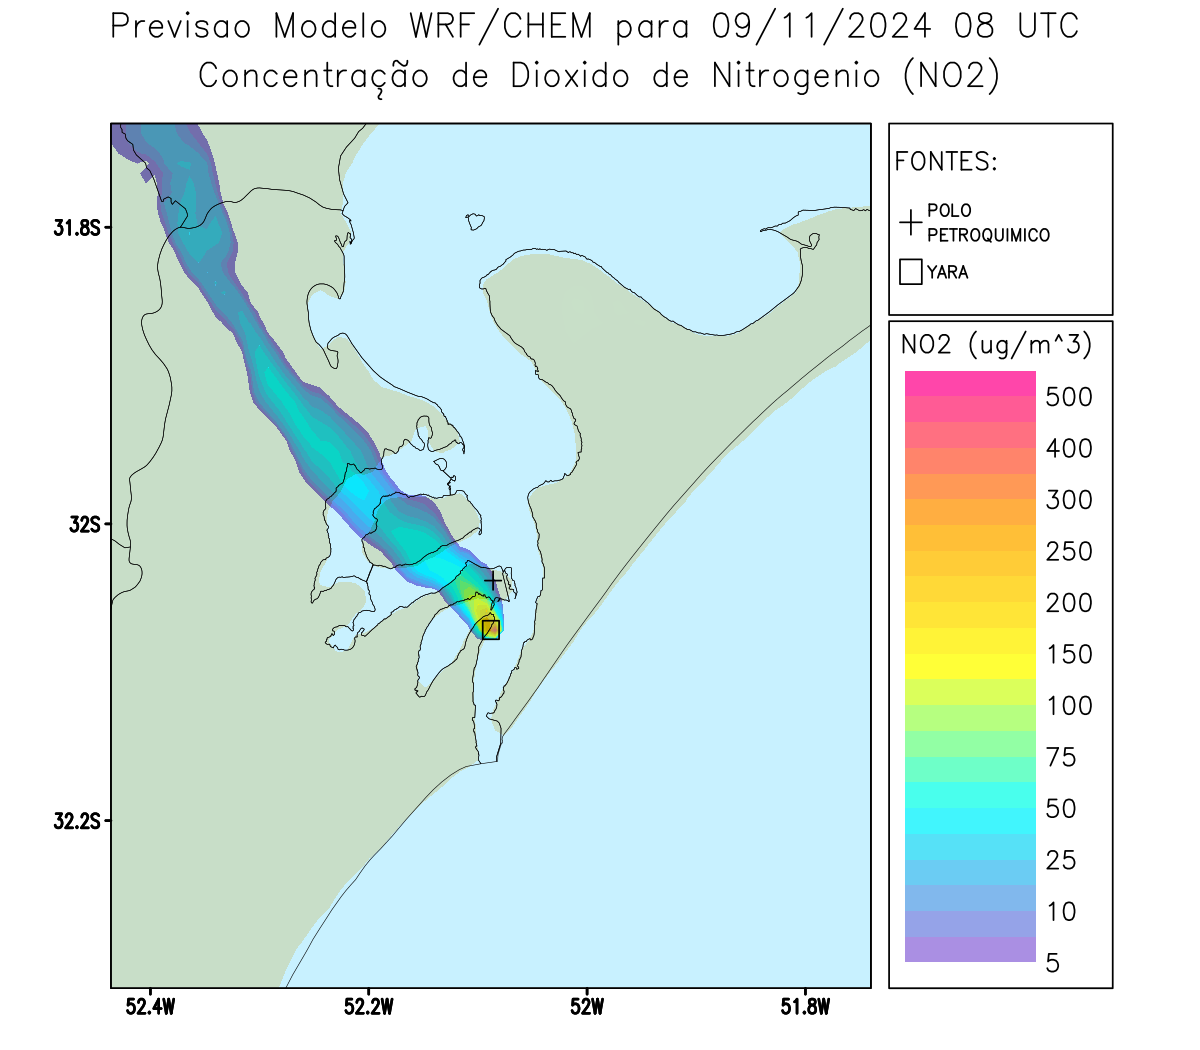 Previsao Modelo WRF/CHEM para 09/11/2024 08 UTC
Concentração de Dioxido de Nitrogenio (NO2)
FONTES:
POLO
PETROQUIMICO
YARA
NO2 (ug/m^3)
500
400
300
250
200
150
100
75
50
25
10
5
31.8S
32S
32.2S
52.4W
52.2W
52W
51.8W